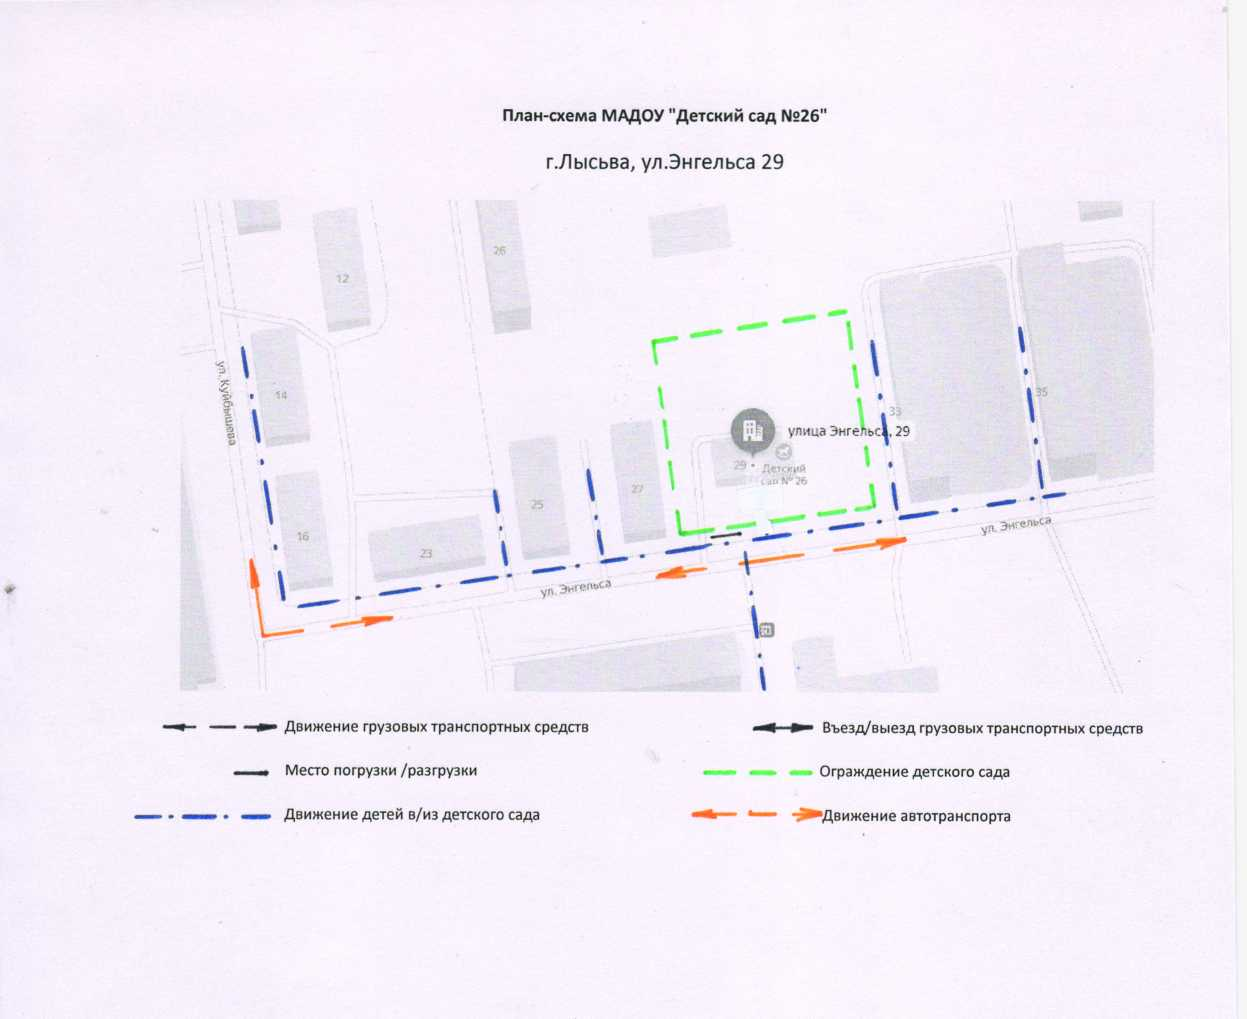 План-схема МАДОУ "Детский сад №26"
г.Лысьва, ул.Энгельса 29
26
12
ул. Куйбышева
14
33
35
улица Энгельса, 29
29
Детский
сад № 26
27
25
16
23
ул. Энгельса
ул. Энгельса
Движение грузовых транспортных средств
Въезд/выезд грузовых транспортных средств
Место погрузки /разгрузки
Ограждение детского сада
Движение детей в/из детского сада
Движение автотранспорта